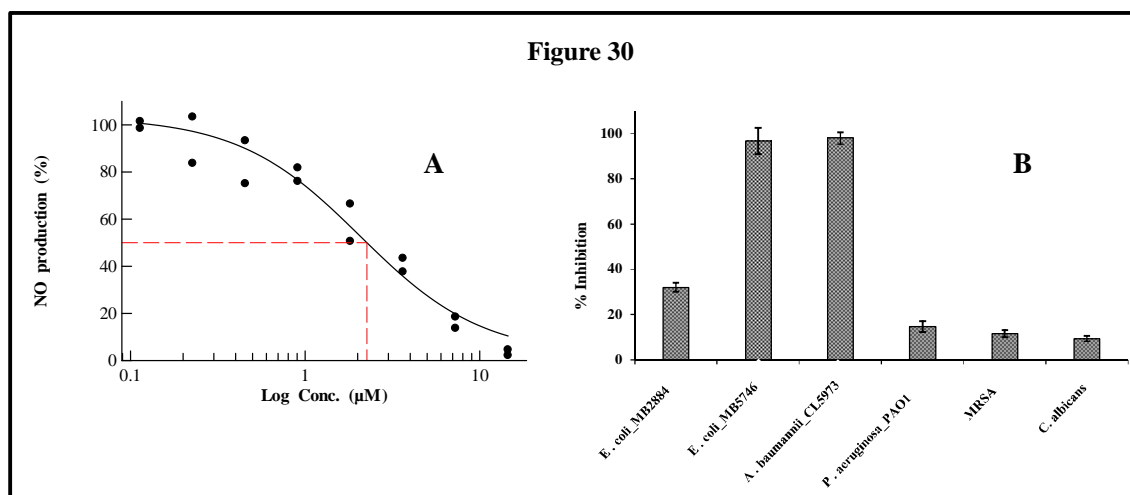 Figure 30
A
NO production (%)
100
80
60
40
20
0
0.1
1
10
Log Conc. (µM)
B
% Inhibition
100
80
60
40
20
0
E . coli_MB2884
E . coli_MB5746
A . baumannii_CL5973
P . aeruginosa_PAO1
MRSA
C. albicans